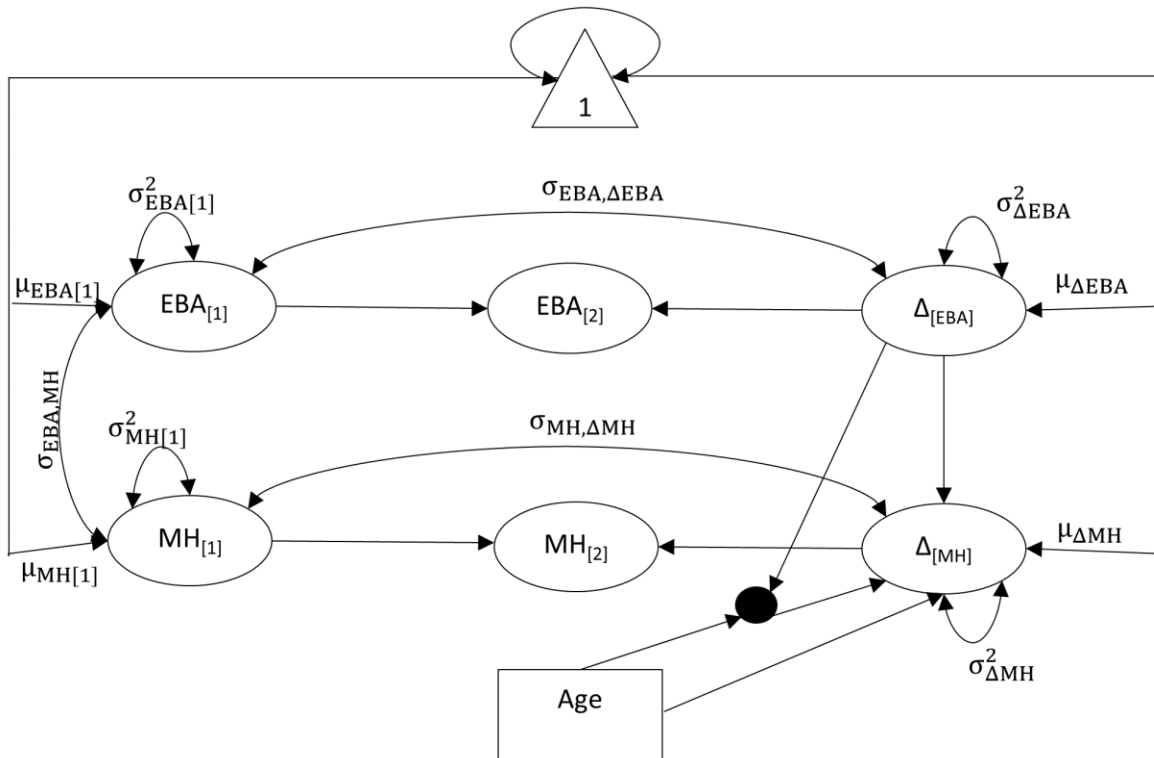 1
σ²EBA[1]
σEBA,ΔEBA
σ²ΔEBA
μEBA[1]
EBA[1]
EBA[2]
Δ[EBA]
μΔEBA
σEBA,MH
σ²MH[1]
σMH,ΔMH
μMH[1]
MH[1]
MH[2]
Δ[MH]
μΔMH
σ²ΔMH
Age